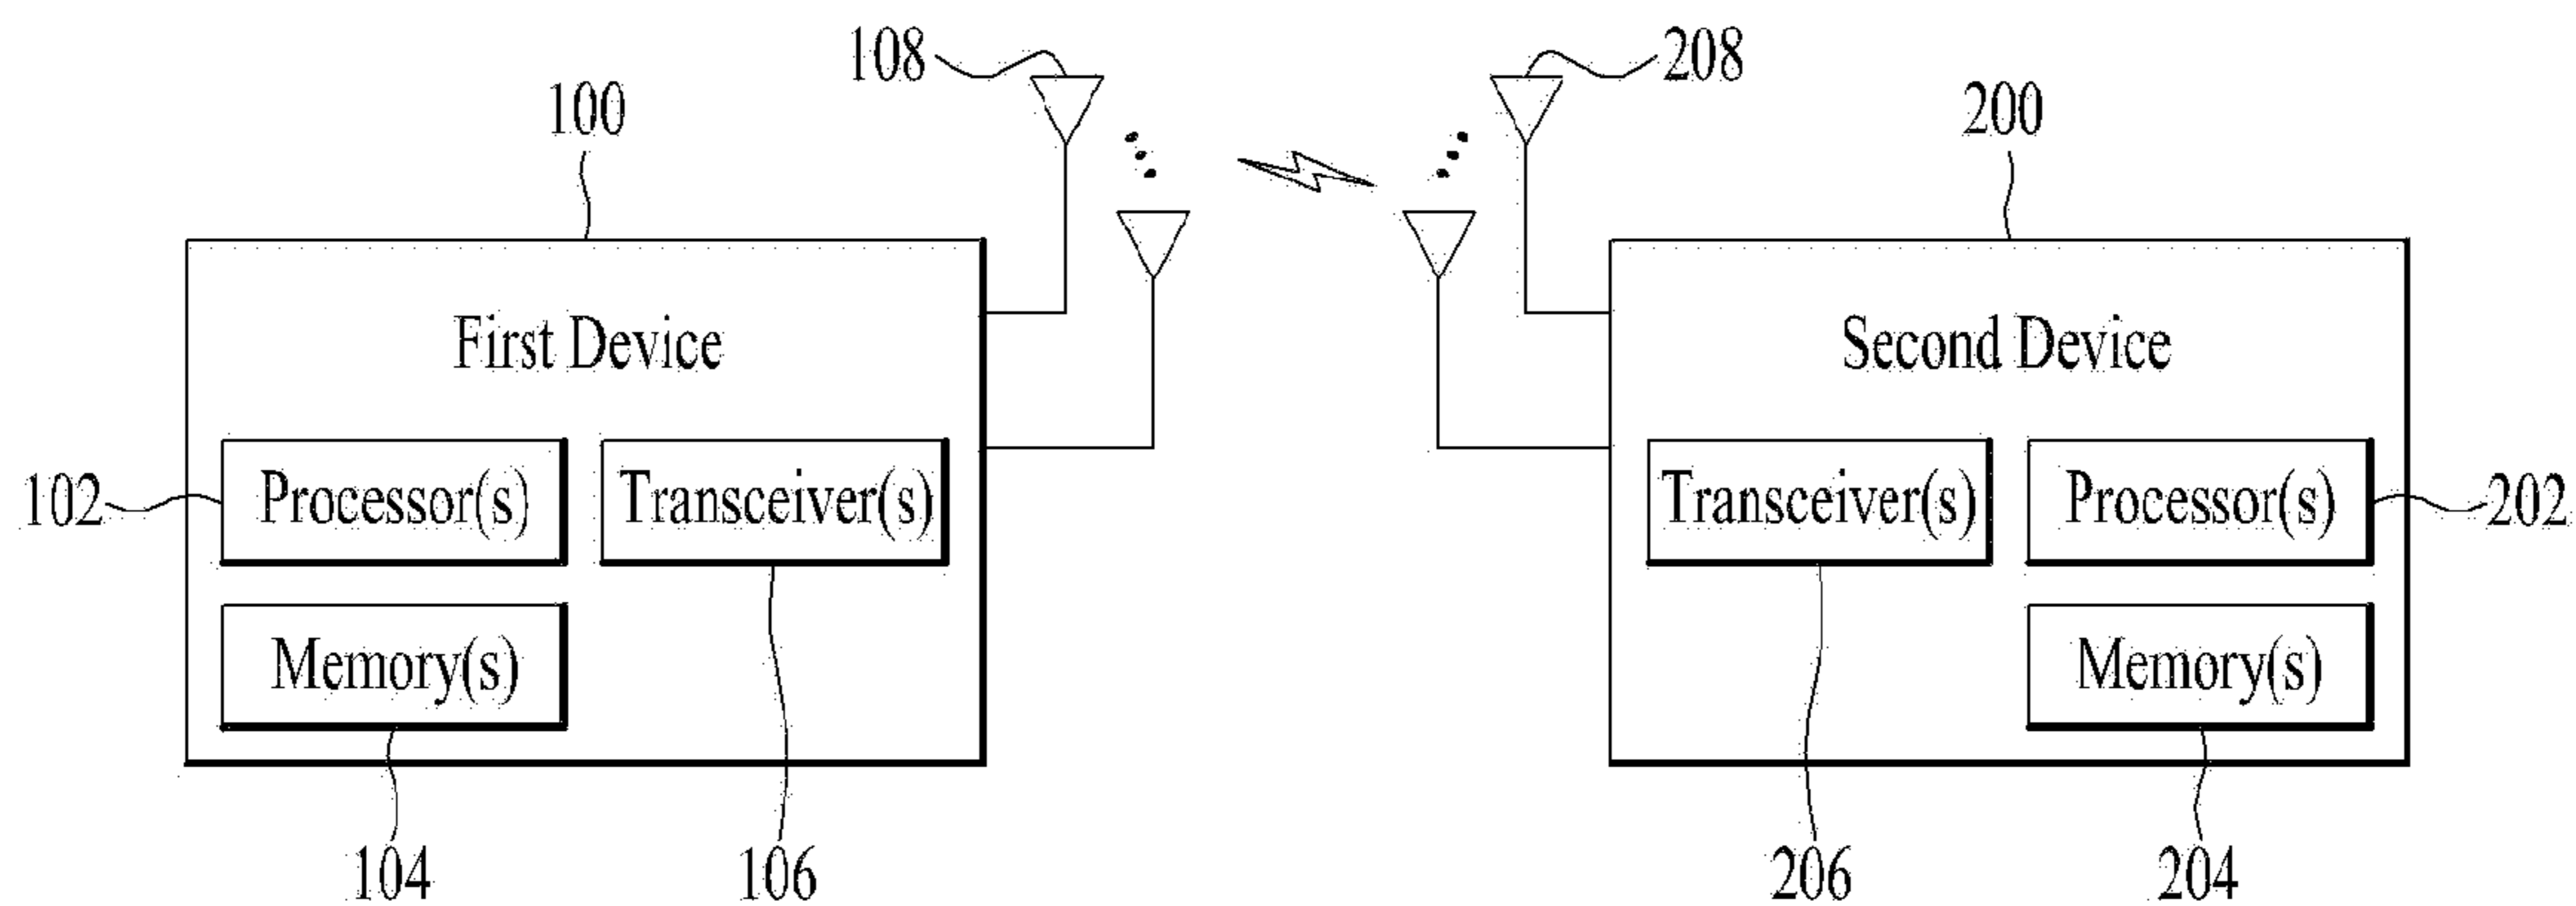 108
208
100
200
First Device
Second Device
102
Processor(s)
Transceiver(s)
Transceiver(s)
Processor(s)
202
Memory(s)
Memory(s)
104
106
206
204